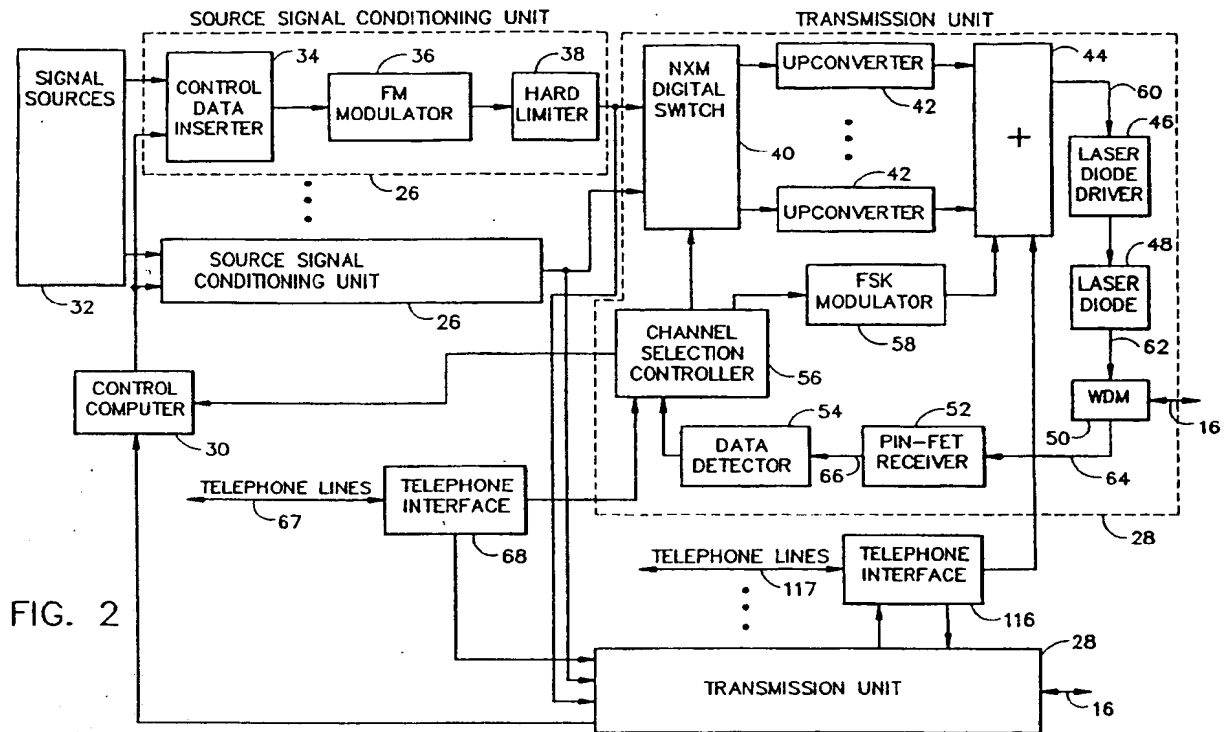 SOURCE SIGNAL CONDITIONING UNIT
TRANSMISSION UNIT
SIGNAL
SOURCES
32
34
CONTROL
DATA
INSERTER
36
FM
MODULATOR
38
HARD
LIMITER
26
SOURCE SIGNAL
CONDITIONING UNIT
26
NXM
DIGITAL
SWITCH
40
UPCONVERTER
42
42
UPCONVERTER
44
+
60
46
LASER
DIODE
DRIVER
48
LASER
DIODE
62
WDM
50
16
FSK
MODULATOR
58
CHANNEL
SELECTION
CONTROLLER
56
54
DATA
DETECTOR
66
52
PIN-FET
RECEIVER
64
28
CONTROL
COMPUTER
30
TELEPHONE LINES
67
TELEPHONE
INTERFACE
68
TELEPHONE LINES
117
TELEPHONE
INTERFACE
116
28
TRANSMISSION UNIT
16
FIG. 2